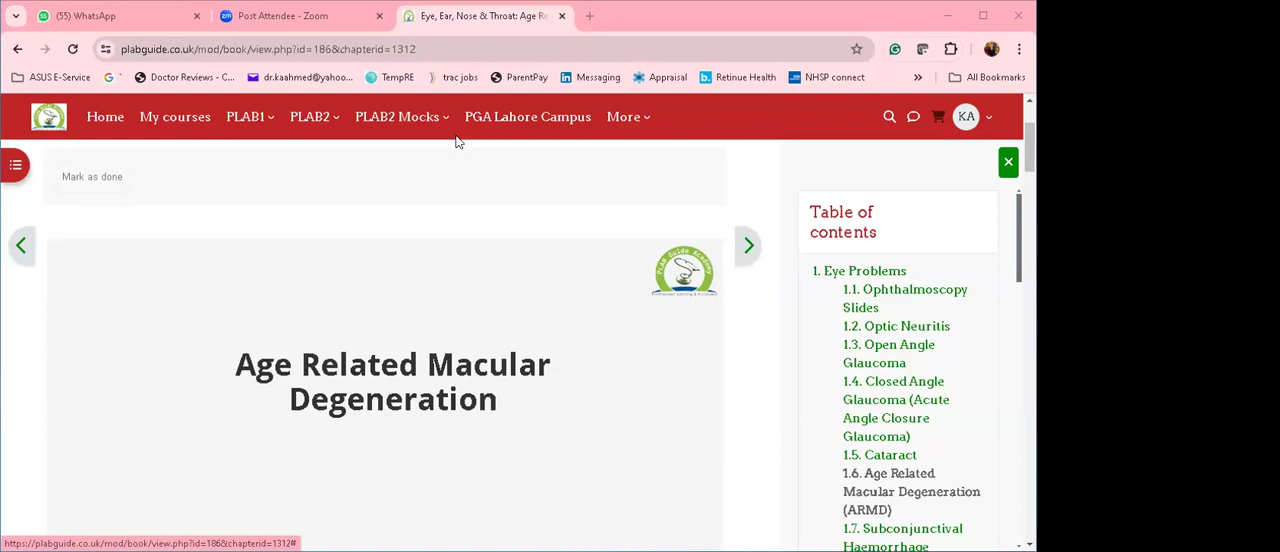 (55) WhatsApp
Post Attendee - Zoom
Eye, Ear, Nose & Throat: Age Re
plabguide.co.uk/mod/book/view.php?id=186&chapterid=1312
ASUS E-Service
G
Doctor Reviews - C...
dr.kaahmed@yahoo...
TempRE
trac jobs
ParentPay
Messaging
Appraisal
Retinue Health
NHSP connect
»
All Bookmarks
Home
My courses
PLAB1
PLAB2
PLAB2 Mocks
PGA Lahore Campus
More
KA
Mark as done
Age Related Macular
Degeneration
Table of
contents
1. Eye Problems
1.1. Ophthalmoscopy
Slides
1.2. Optic Neuritis
1.3. Open Angle
Glaucoma
1.4. Closed Angle
Glaucoma (Acute
Angle Closure
Glaucoma)
1.5. Cataract
1.6. Age Related
Macular Degeneration
(ARMD)
1.7. Subconjunctival
Haemorrhage
https://plabguide.co.uk/mod/book/view.php?id=186&chapterid=1312#